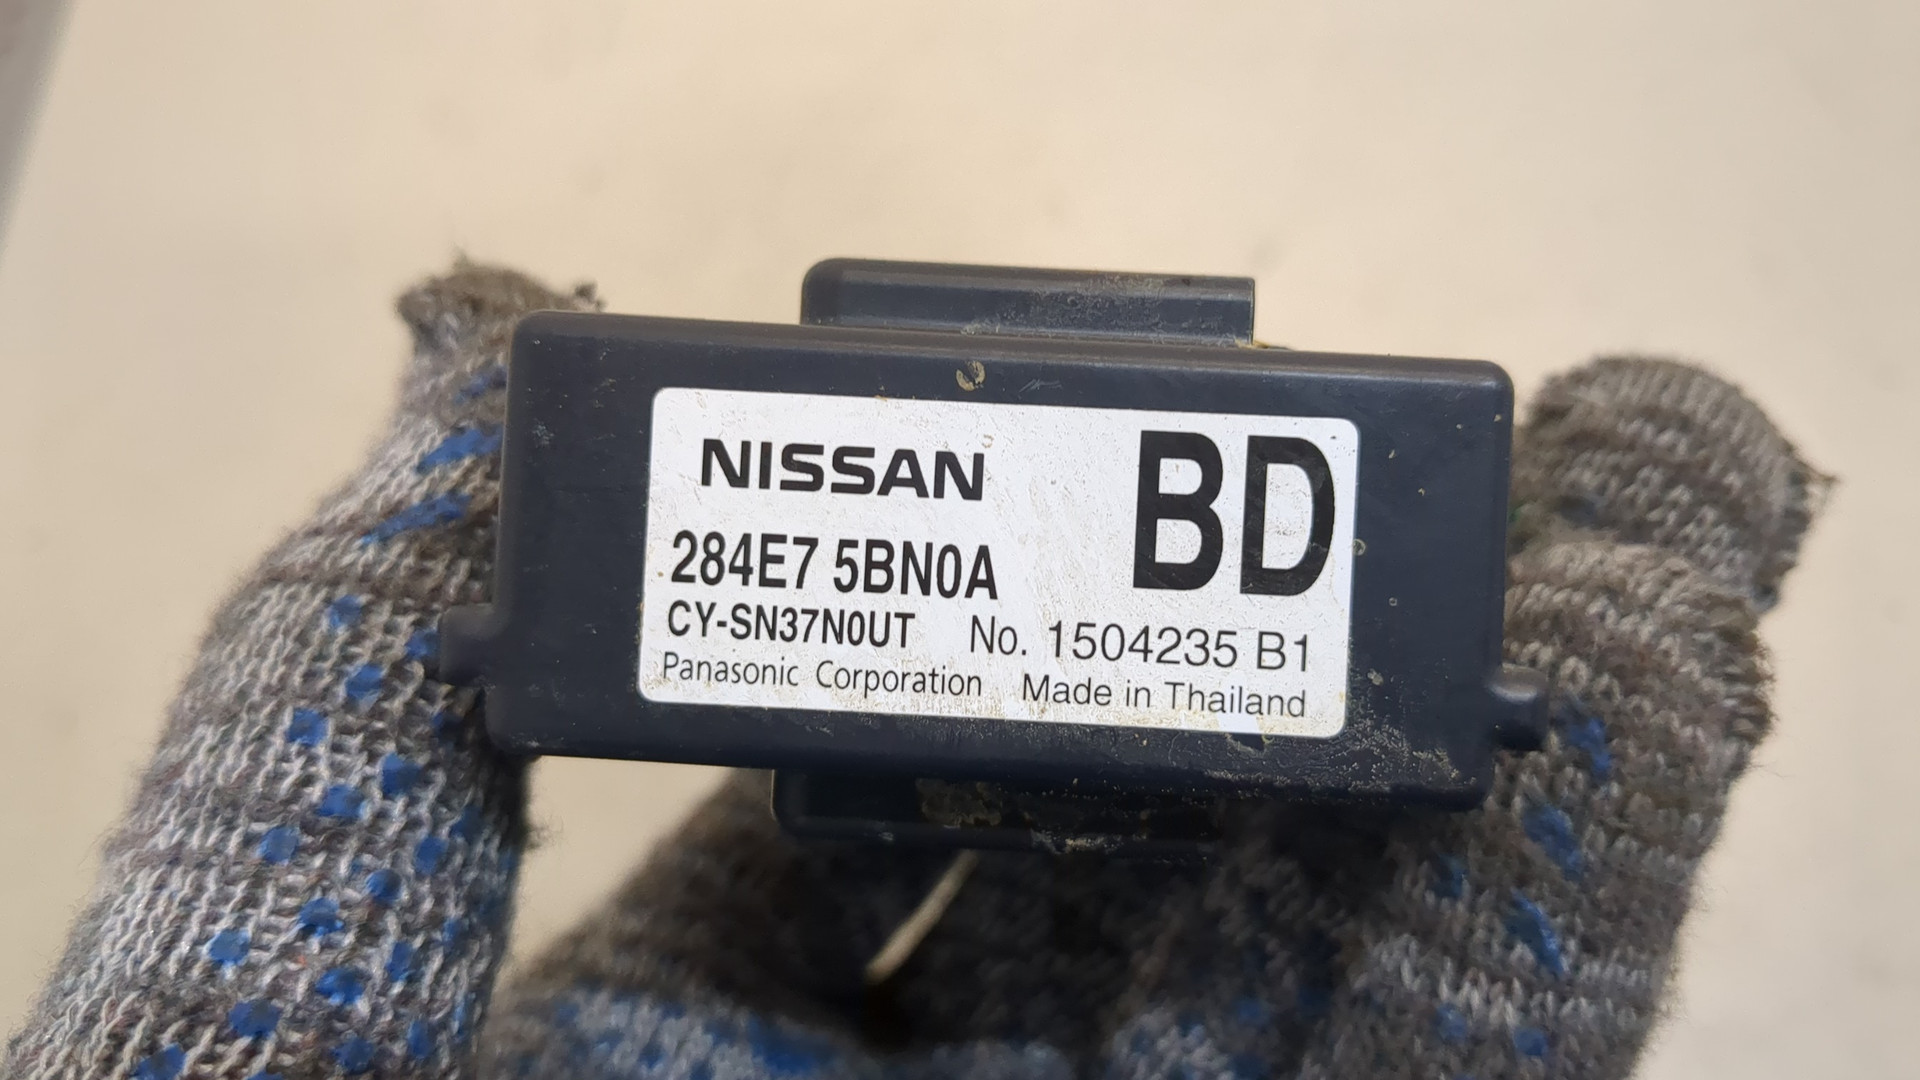 NISSAN BD
284E7 5BN0A
CY-SN37N0UT No. 1504235 B1
Panasonic Corporation Made in Thailand